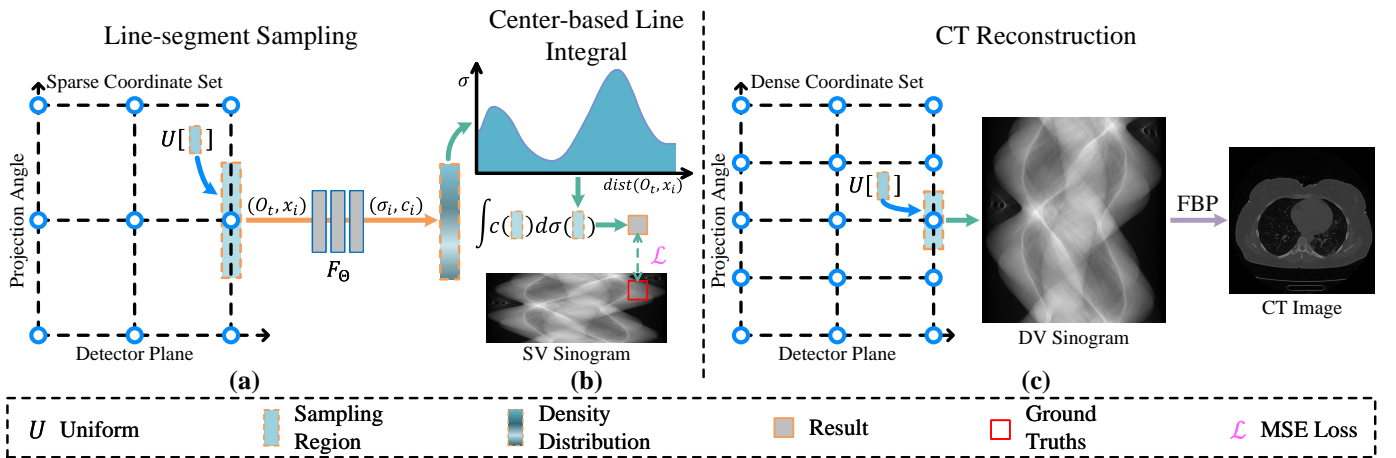 Line-segment Sampling
Center-based Line
Integral
CT Reconstruction
Sparse Coordinate Set
Projection Angle
U[ ]
(O_t, x_i)
F_Θ
(σ_i, c_i)
Detector Plane
(a)
σ
dist(O_t, x_i)
∫c( )dσ( )
ℒ
SV Sinogram
(b)
Dense Coordinate Set
Projection Angle
U[ ]
Detector Plane
DV Sinogram
FBP
CT Image
(c)
U Uniform
Sampling
Region
Density
Distribution
Result
Ground
Truths
ℒ MSE Loss